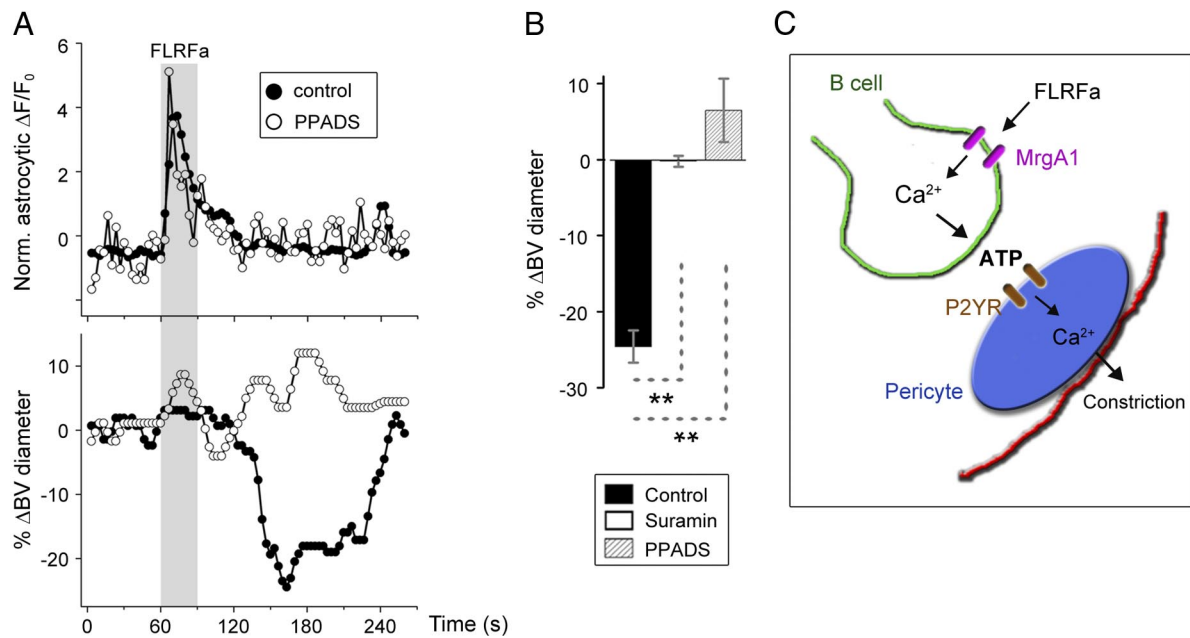 A
FLRFa
control
PPADS
Norm. astrocytic ΔF/F0
6
4
2
0
% ΔBV diameter
10
0
-10
-20
0
60
120
180
240
Time (s)
B
% ΔBV diameter
10
0
-10
-20
-30
**
**
Control
Suramin
PPADS
C
B cell
FLRFa
MrgA1
Ca2+
ATP
P2YR
Ca2+
Pericyte
Constriction